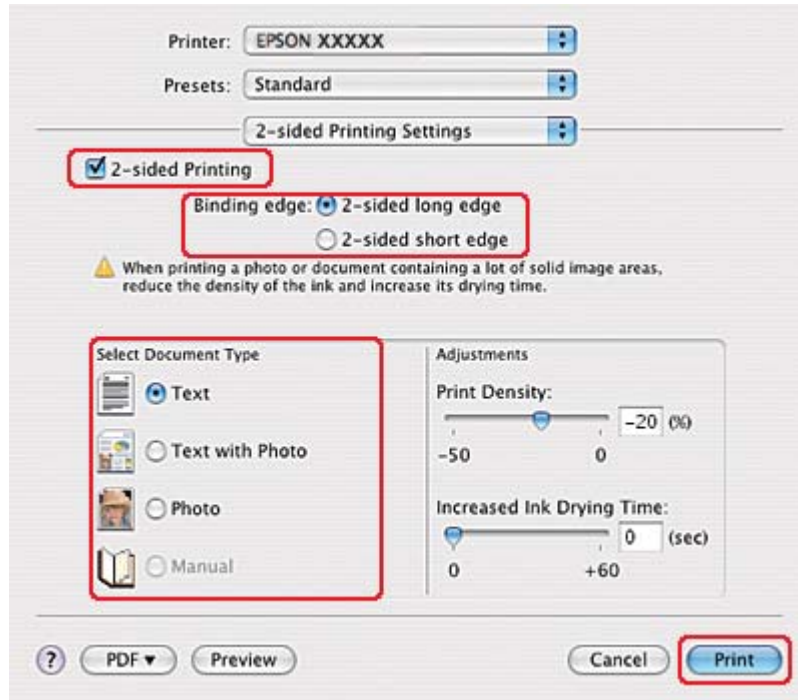 Printer: EPSON XXXXX
Presets: Standard
2-sided Printing Settings
2-sided Printing
Binding edge: 2-sided long edge
2-sided short edge
When printing a photo or document containing a lot of solid image areas,
reduce the density of the ink and increase its drying time.
Select Document Type
Text
Text with Photo
Photo
Manual
Adjustments
Print Density:
-20 (%)
-50 0
Increased Ink Drying Time:
0 (sec)
0 +60
? PDF▼ Preview Cancel Print